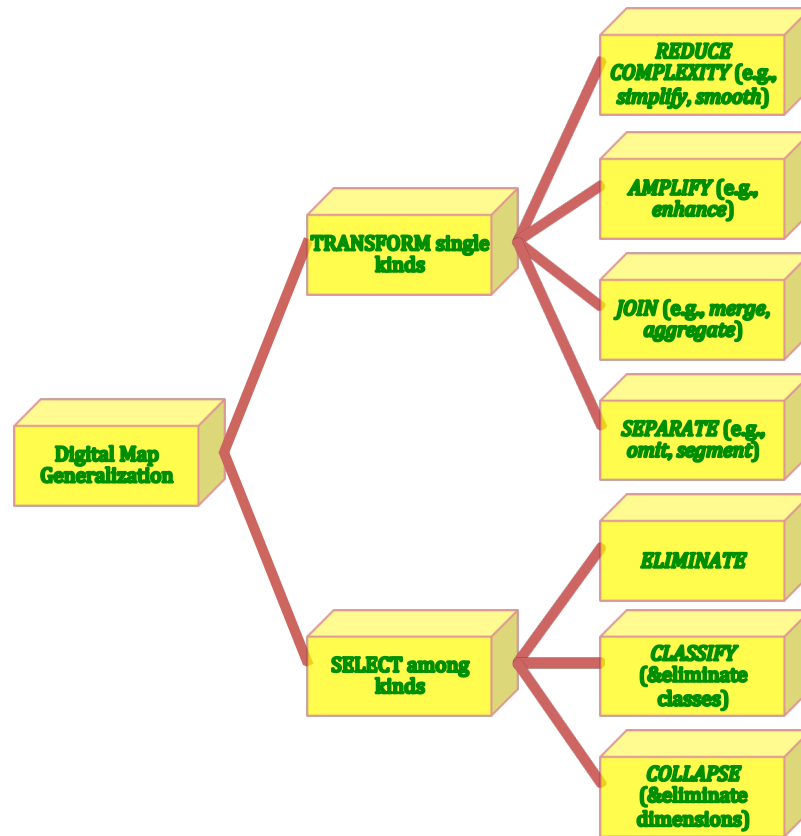 REDUCE
COMPLEXITY (e.g.,
simplify, smooth)
AMPLIFY (e.g.,
enhance)
TRANSFORM single
kinds
JOIN (e.g., merge,
aggregate)
SEPARATE (e.g.,
omit, segment)
Digital Map
Generalization
ELIMINATE
SELECT among
kinds
CLASSIFY
(&eliminate
classes)
COLLAPSE
(&eliminate
dimensions)